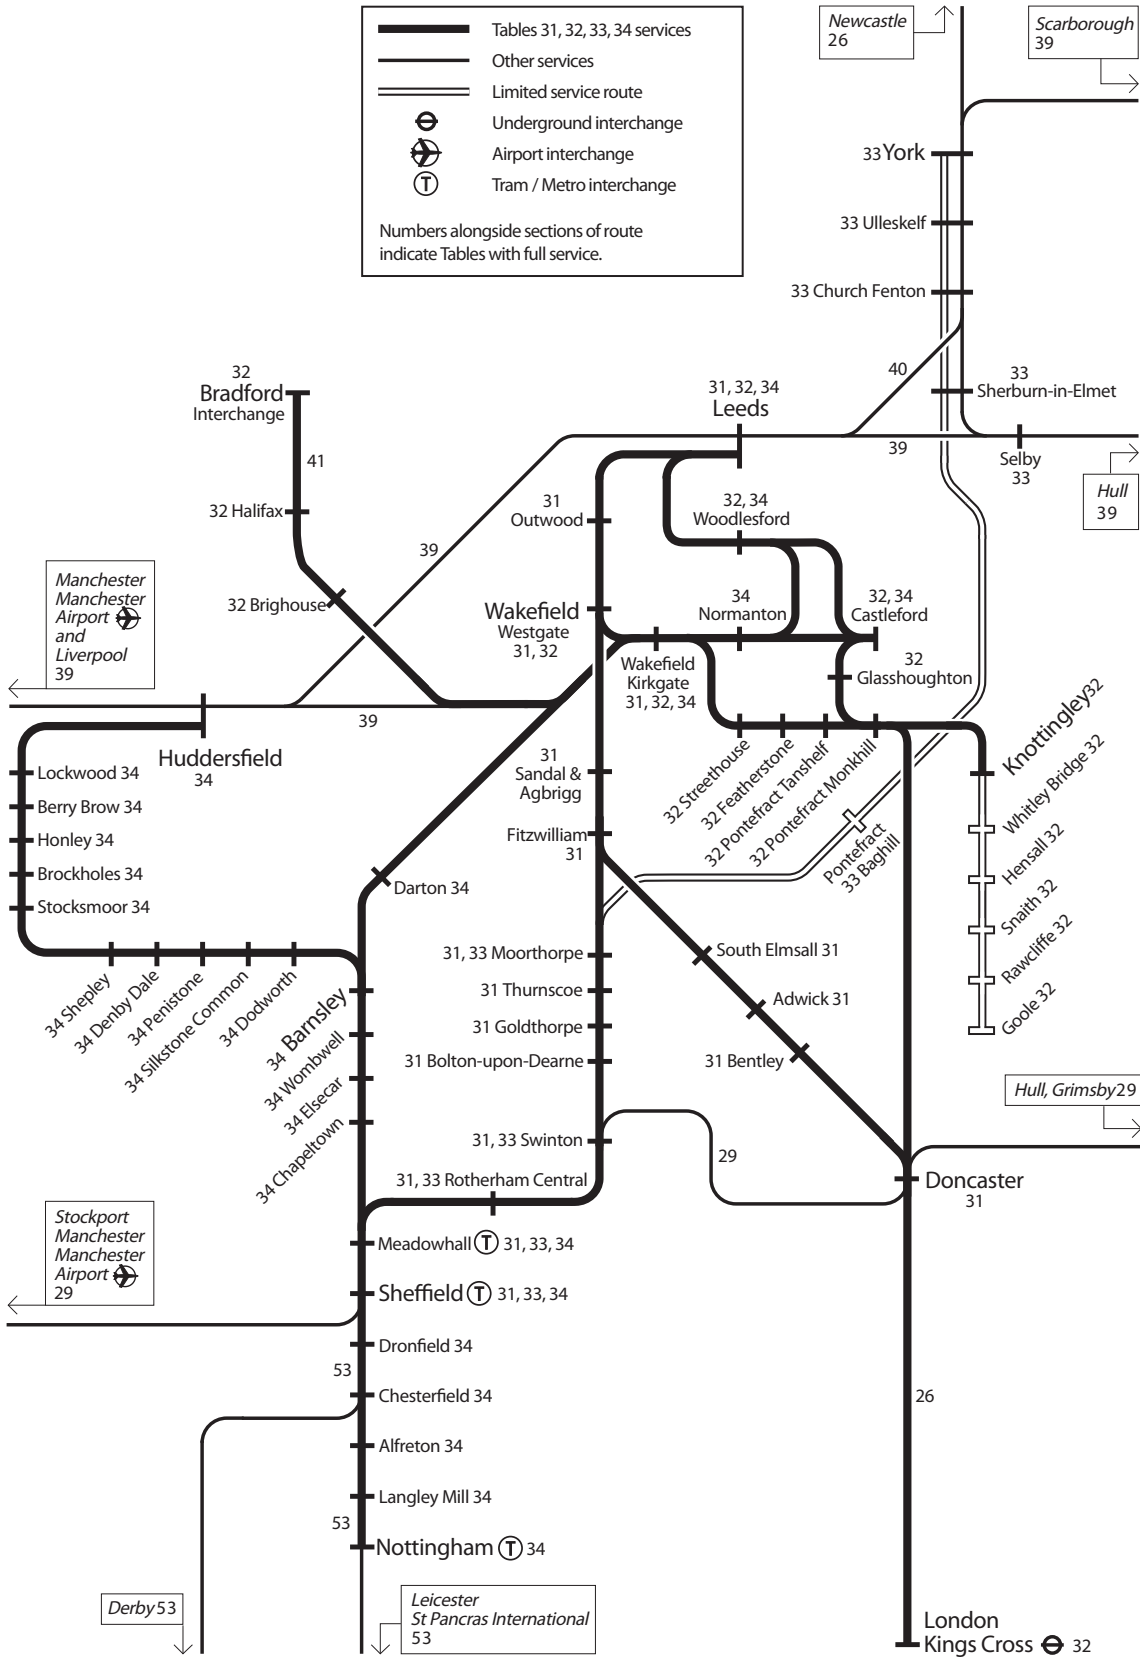 Tables 31, 32, 33, 34 services
Other services
Limited service route
Underground interchange
Airport interchange
T
Tram / Metro interchange
Numbers alongside sections of route
indicate Tables with full service.
Newcastle
26
Scarborough
39
33 York
33 Ulleskelf
33 Church Fenton
40
33
Sherburn-in-Elmet
32
Bradford
Interchange
41
32 Halifax
32 Brighouse
31, 32, 34
Leeds
39
Selby
33
Hull
39
31
Outwood
32, 34
Woodlesford
39
Manchester
Manchester
Airport
and
Liverpool
39
Wakefield
Westgate
31, 32
34
Normanton
32, 34
Castleford
Wakefield
Kirkgate
31, 32, 34
32
Glasshoughton
39
Huddersfield
34
Knottingley 32
Whitley Bridge 32
Hensall 32
Snaith 32
Rawcliffe 32
Goole 32
32 Streethouse
32 Featherstone
32 Pontefract Tanshelf
32 Pontefract Monkhill
Pontefract
33 Baghill
31
Sandal &
Agbrigg
Fitzwilliam
31
Lockwood 34
Berry Brow 34
Honley 34
Brockholes 34
Stocksmoor 34
Darton 34
34 Shepley
34 Denby Dale
34 Penistone
34 Silkstone Common
34 Dodworth
34 Barnsley
34 Wombwell
34 Elsecar
34 Chapeltown
31, 33 Moorthorpe
31 Thurnscoe
31 Goldthorpe
31 Bolton-upon-Dearne
South Elmsall 31
Adwick 31
31 Bentley
Hull, Grimsby 29
31, 33 Swinton
29
31, 33 Rotherham Central
Doncaster
31
Stockport
Manchester
Manchester
Airport
29
Meadowhall T 31, 33, 34
Sheffield T 31, 33, 34
Dronfield 34
53
Chesterfield 34
26
Alfreton 34
Langley Mill 34
53
Nottingham T 34
Derby 53
Leicester
St Pancras International
53
London
Kings Cross 32